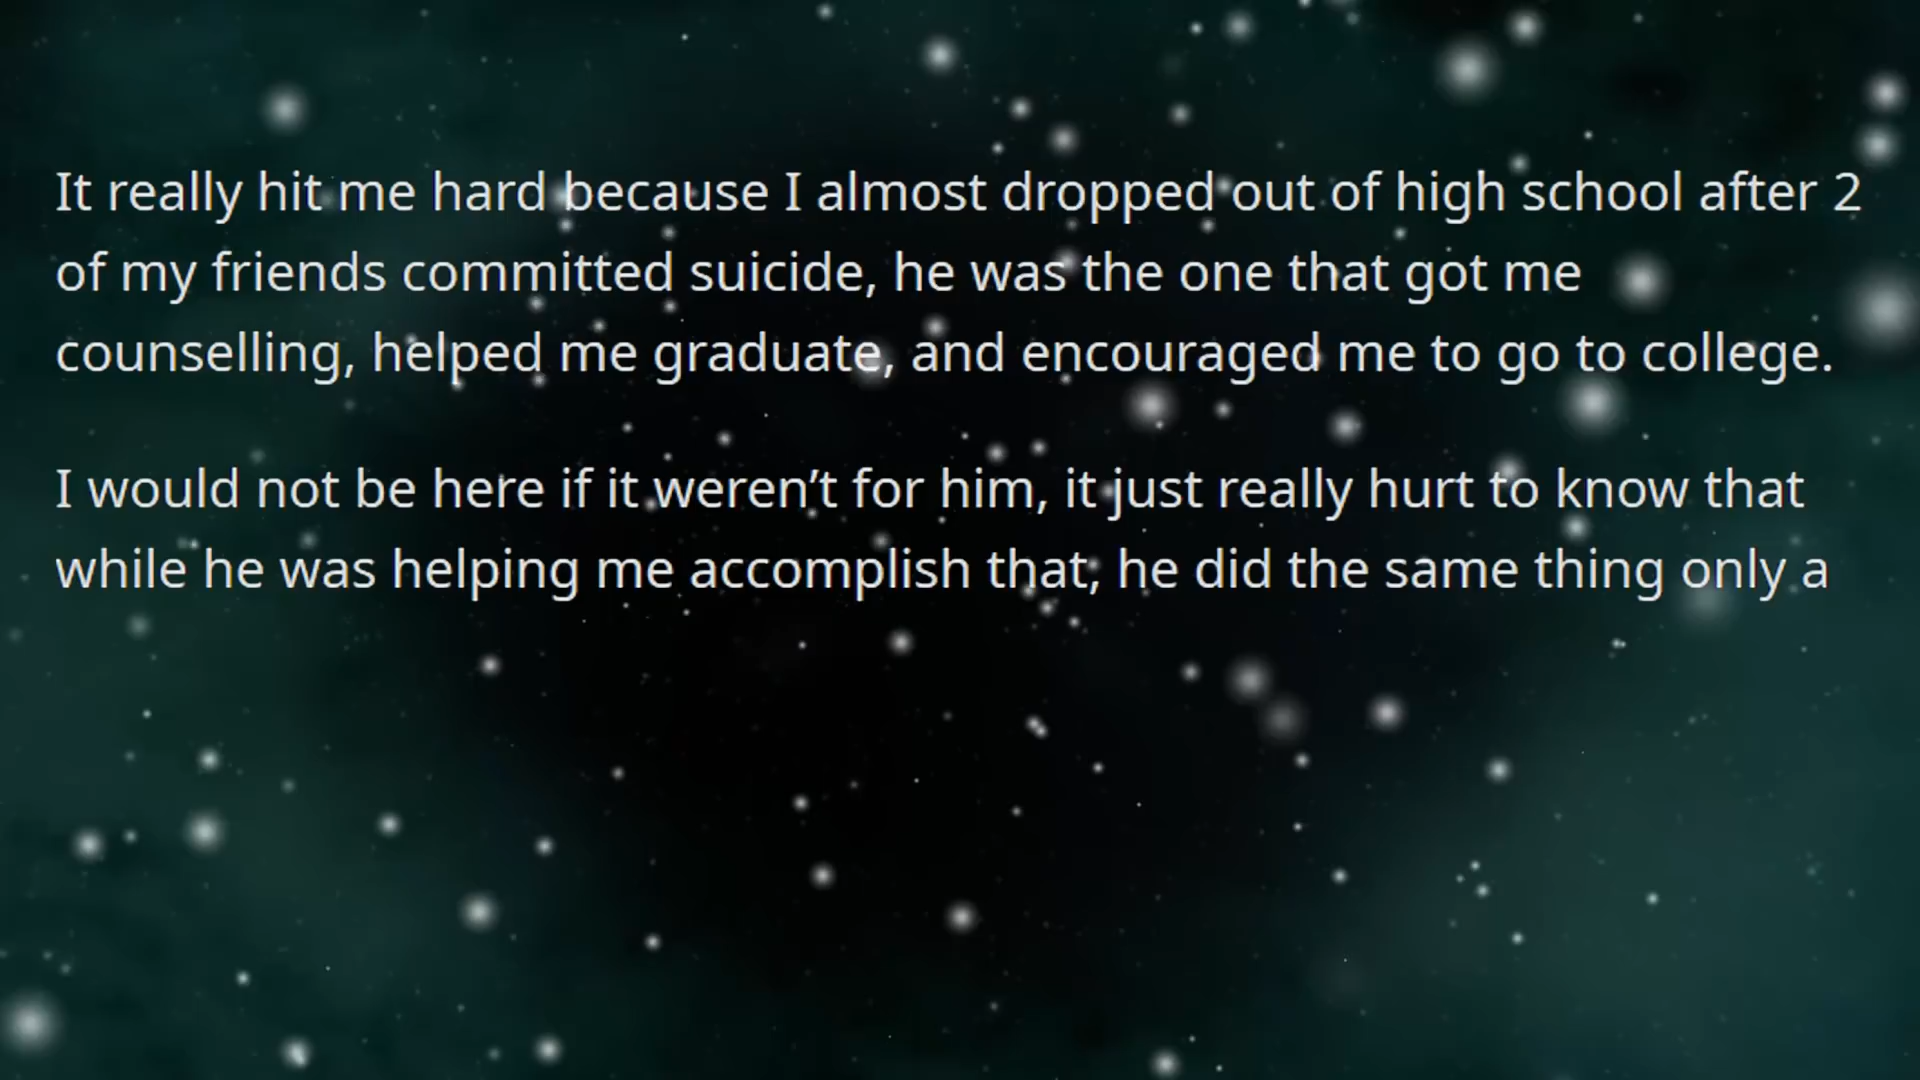 It really hit me hard because I almost dropped out of high school after 2
of my friends committed suicide, he was the one that got me
counselling, helped me graduate, and encouraged me to go to college.
I would not be here if it weren’t for him, it just really hurt to know that
while he was helping me accomplish that, he did the same thing only a